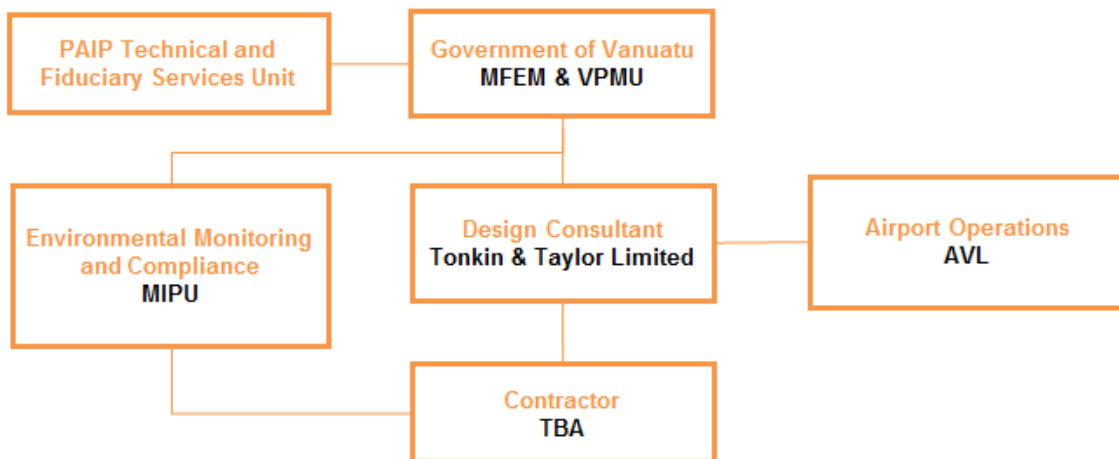 PAIP Technical and
Fiduciary Services Unit
Government of Vanuatu
MFEM & VPMU
Environmental Monitoring
and Compliance
MIPU
Design Consultant
Tonkin & Taylor Limited
Airport Operations
AVL
Contractor
TBA